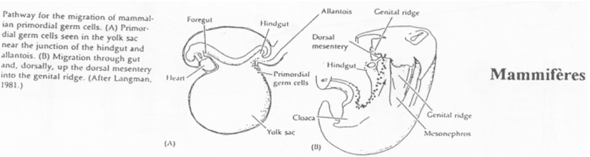 Pathway for the migration of mammal-
ian primordial germ cells. (A) Primor-
dial germ cells seen in the yolk sac
near the junction of the hindgut and
allantois. (B) Migration through gut
and, dorsally, up the dorsal mesentery
into the genital ridge. (After Langman,
1981.)
Foregut
Hindgut
Allantois
Heart
Primordial
germ cells
Yolk sac
(A)
Genital ridge
Dorsal
mesentery
Hindgut
Cloaca
Genital ridge
Mesonephros
(B)
Mammifères